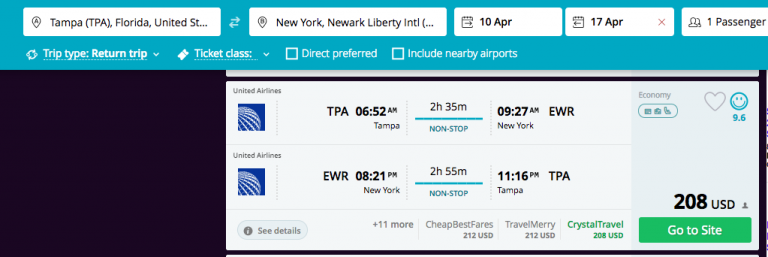 Tampa (TPA), Florida, United St...
New York, Newark Liberty Intl (...
10 Apr
17 Apr
1 Passenger
Trip type: Return trip
Ticket class:
Direct preferred
Include nearby airports
United Airlines
TPA 06:52 AM
Tampa
2h 35m
NON-STOP
09:27 AM EWR
New York
United Airlines
EWR 08:21 PM
New York
2h 55m
NON-STOP
11:16 PM TPA
Tampa
See details
+11 more
CheapBestFares
212 USD
TravelMerry
212 USD
CrystalTravel
208 USD
Economy
9.6
208 USD
Go to Site